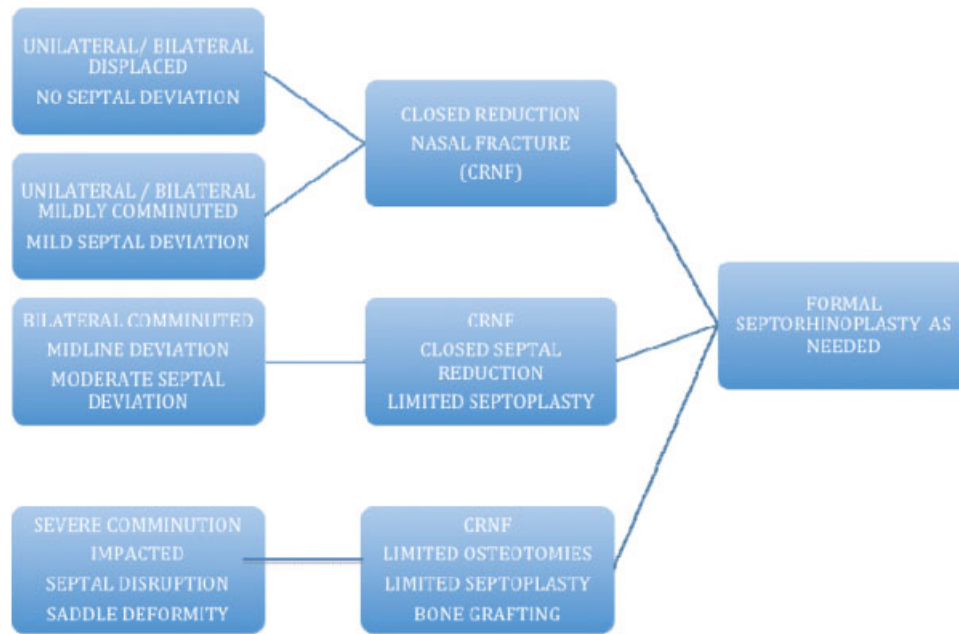 UNILATERAL/ BILATERAL
DISPLACED
NO SEPTAL DEVIATION
UNILATERAL / BILATERAL
MILDLY COMMINUTED
MILD SEPTAL DEVIATION
BILATERAL COMMINUTED
MIDLINE DEVIATION
MODERATE SEPTAL
DEVIATION
SEVERE COMMINUTION
IMPACTED
SEPTAL DISRUPTION
SADDLE DEFORMITY
CLOSED REDUCTION
NASAL FRACTURE
(CRNF)
CRNF
CLOSED SEPTAL
REDUCTION
LIMITED SEPTOPLASTY
CRNF
LIMITED OSTEOTOMIES
LIMITED SEPTOPLASTY
BONE GRAFTING
FORMAL
SEPTORHINOPLASTY AS
NEEDED